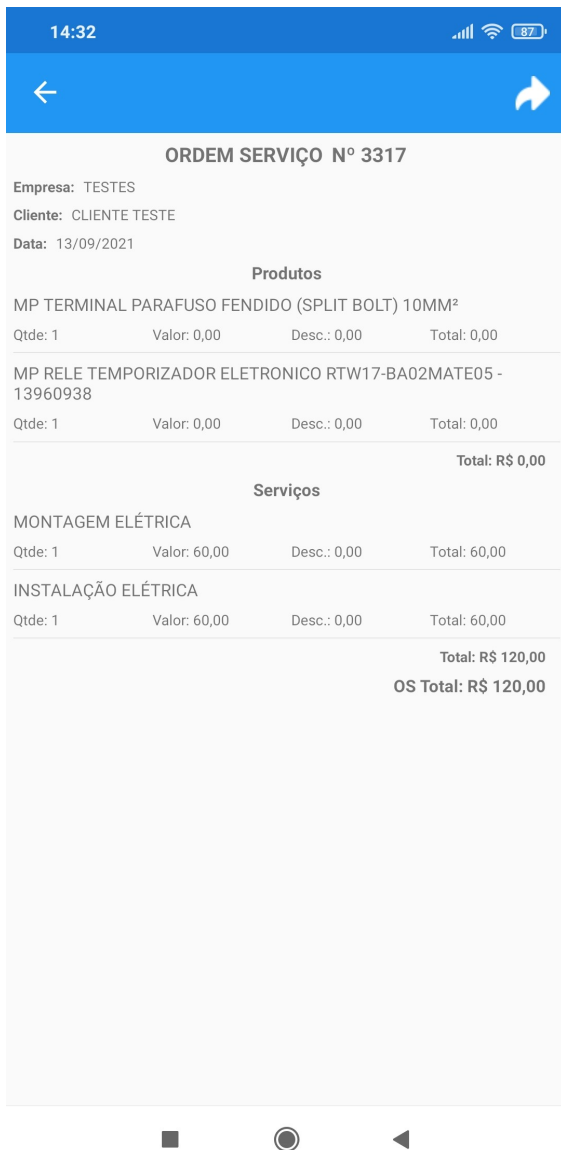 14:32
87
ORDEM SERVIÇO Nº 3317
Empresa: TESTES
Cliente: CLIENTE TESTE
Data: 13/09/2021
Produtos
MP TERMINAL PARAFUSO FENDIDO (SPLIT BOLT) 10MM²
Qtde: 1 Valor: 0,00 Desc.: 0,00 Total: 0,00
MP RELE TEMPORIZADOR ELETRONICO RTW17-BA02MATE05 -
13960938
Qtde: 1 Valor: 0,00 Desc.: 0,00 Total: 0,00
Total: R$ 0,00
Serviços
MONTAGEM ELÉTRICA
Qtde: 1 Valor: 60,00 Desc.: 0,00 Total: 60,00
INSTALAÇÃO ELÉTRICA
Qtde: 1 Valor: 60,00 Desc.: 0,00 Total: 60,00
Total: R$ 120,00
OS Total: R$ 120,00